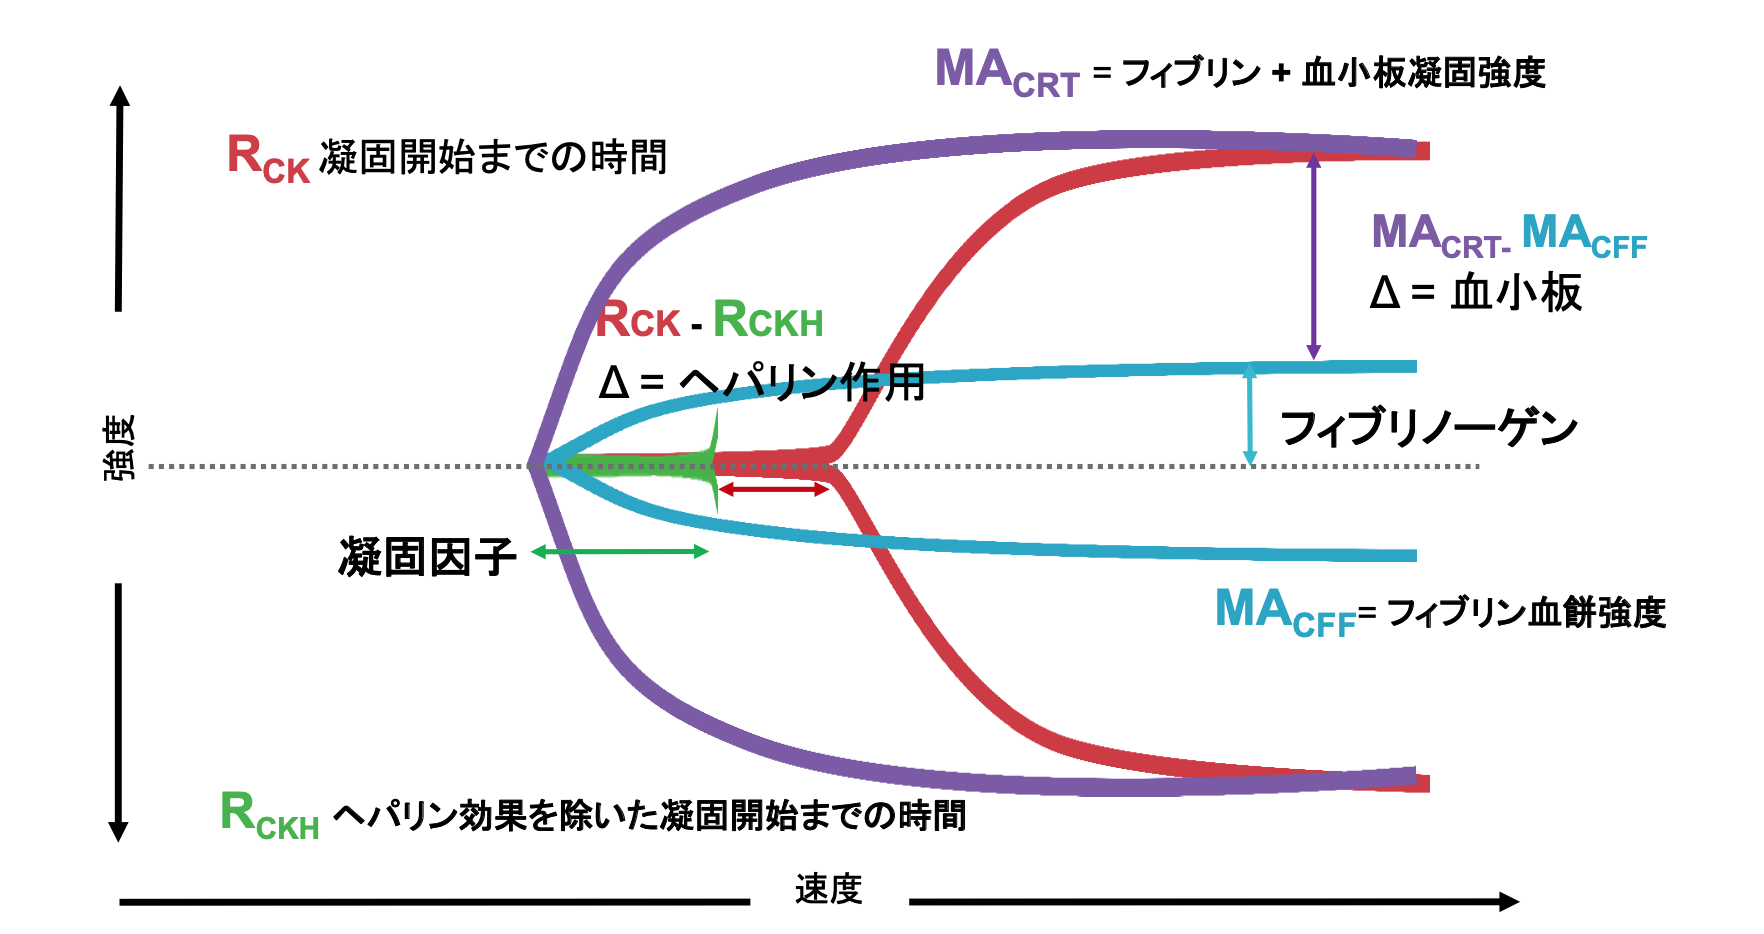 MACRT = フィブリン + 血小板凝固強度
RCK 凝固開始までの時間
MACRT- MACFF
Δ = 血小板
RCK - RCKH
Δ = ヘパリン作用
フィブリノーゲン
強度
凝固因子
MACFF= フィブリン血餅強度
RCKH ヘパリン効果を除いた凝固開始までの時間
速度